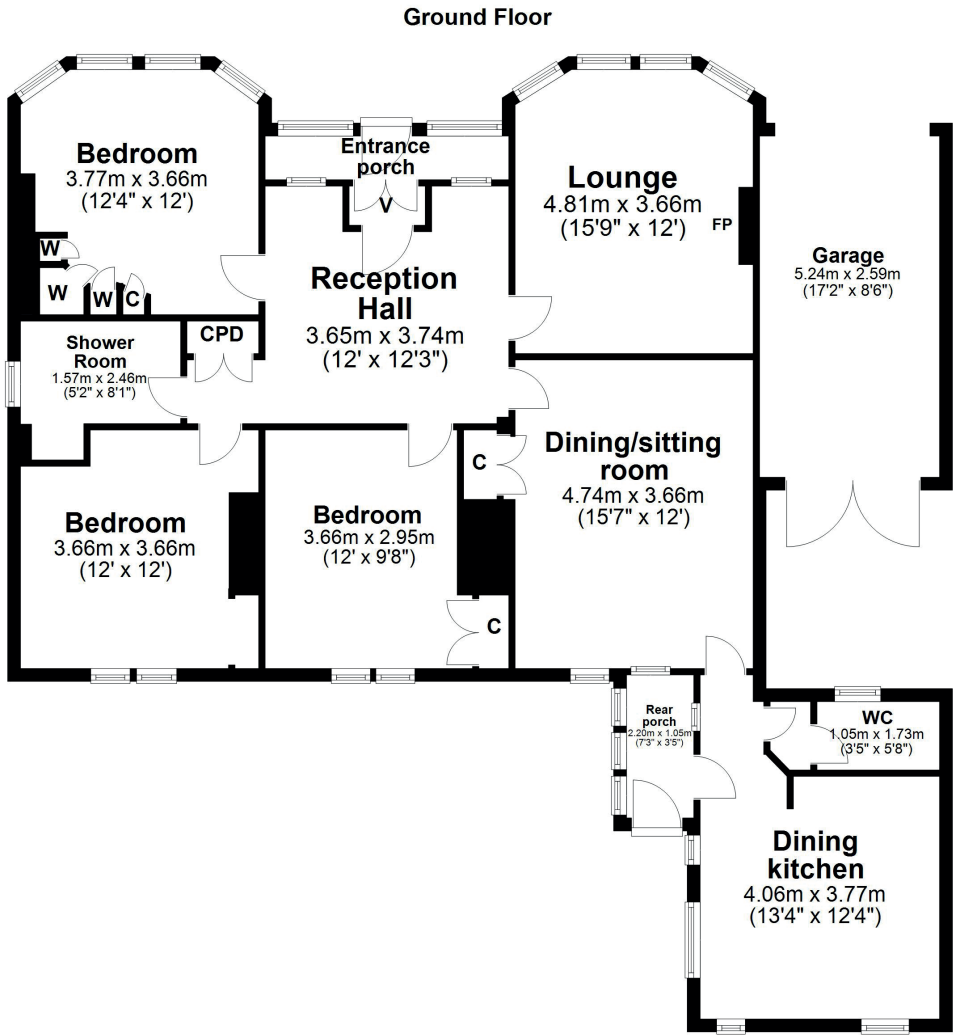 Ground Floor
Bedroom
3.77m x 3.66m
(12'4" x 12')
Entrance
porch
V
Lounge
4.81m x 3.66m
(15'9" x 12')
FP
Garage
5.24m x 2.59m
(17'2" x 8'6")
W
W
W
C
Reception
Hall
3.65m x 3.74m
(12' x 12'3")
Shower
Room
1.57m x 2.46m
(5'2" x 8'1")
CPD
Dining/sitting
room
4.74m x 3.66m
(15'7" x 12')
C
Bedroom
3.66m x 3.66m
(12' x 12')
Bedroom
3.66m x 2.95m
(12' x 9'8")
C
Rear
porch
2.20m x 1.05m
(7'3" x 3'5")
WC
1.05m x 1.73m
(3'5" x 5'8")
Dining
kitchen
4.06m x 3.77m
(13'4" x 12'4")